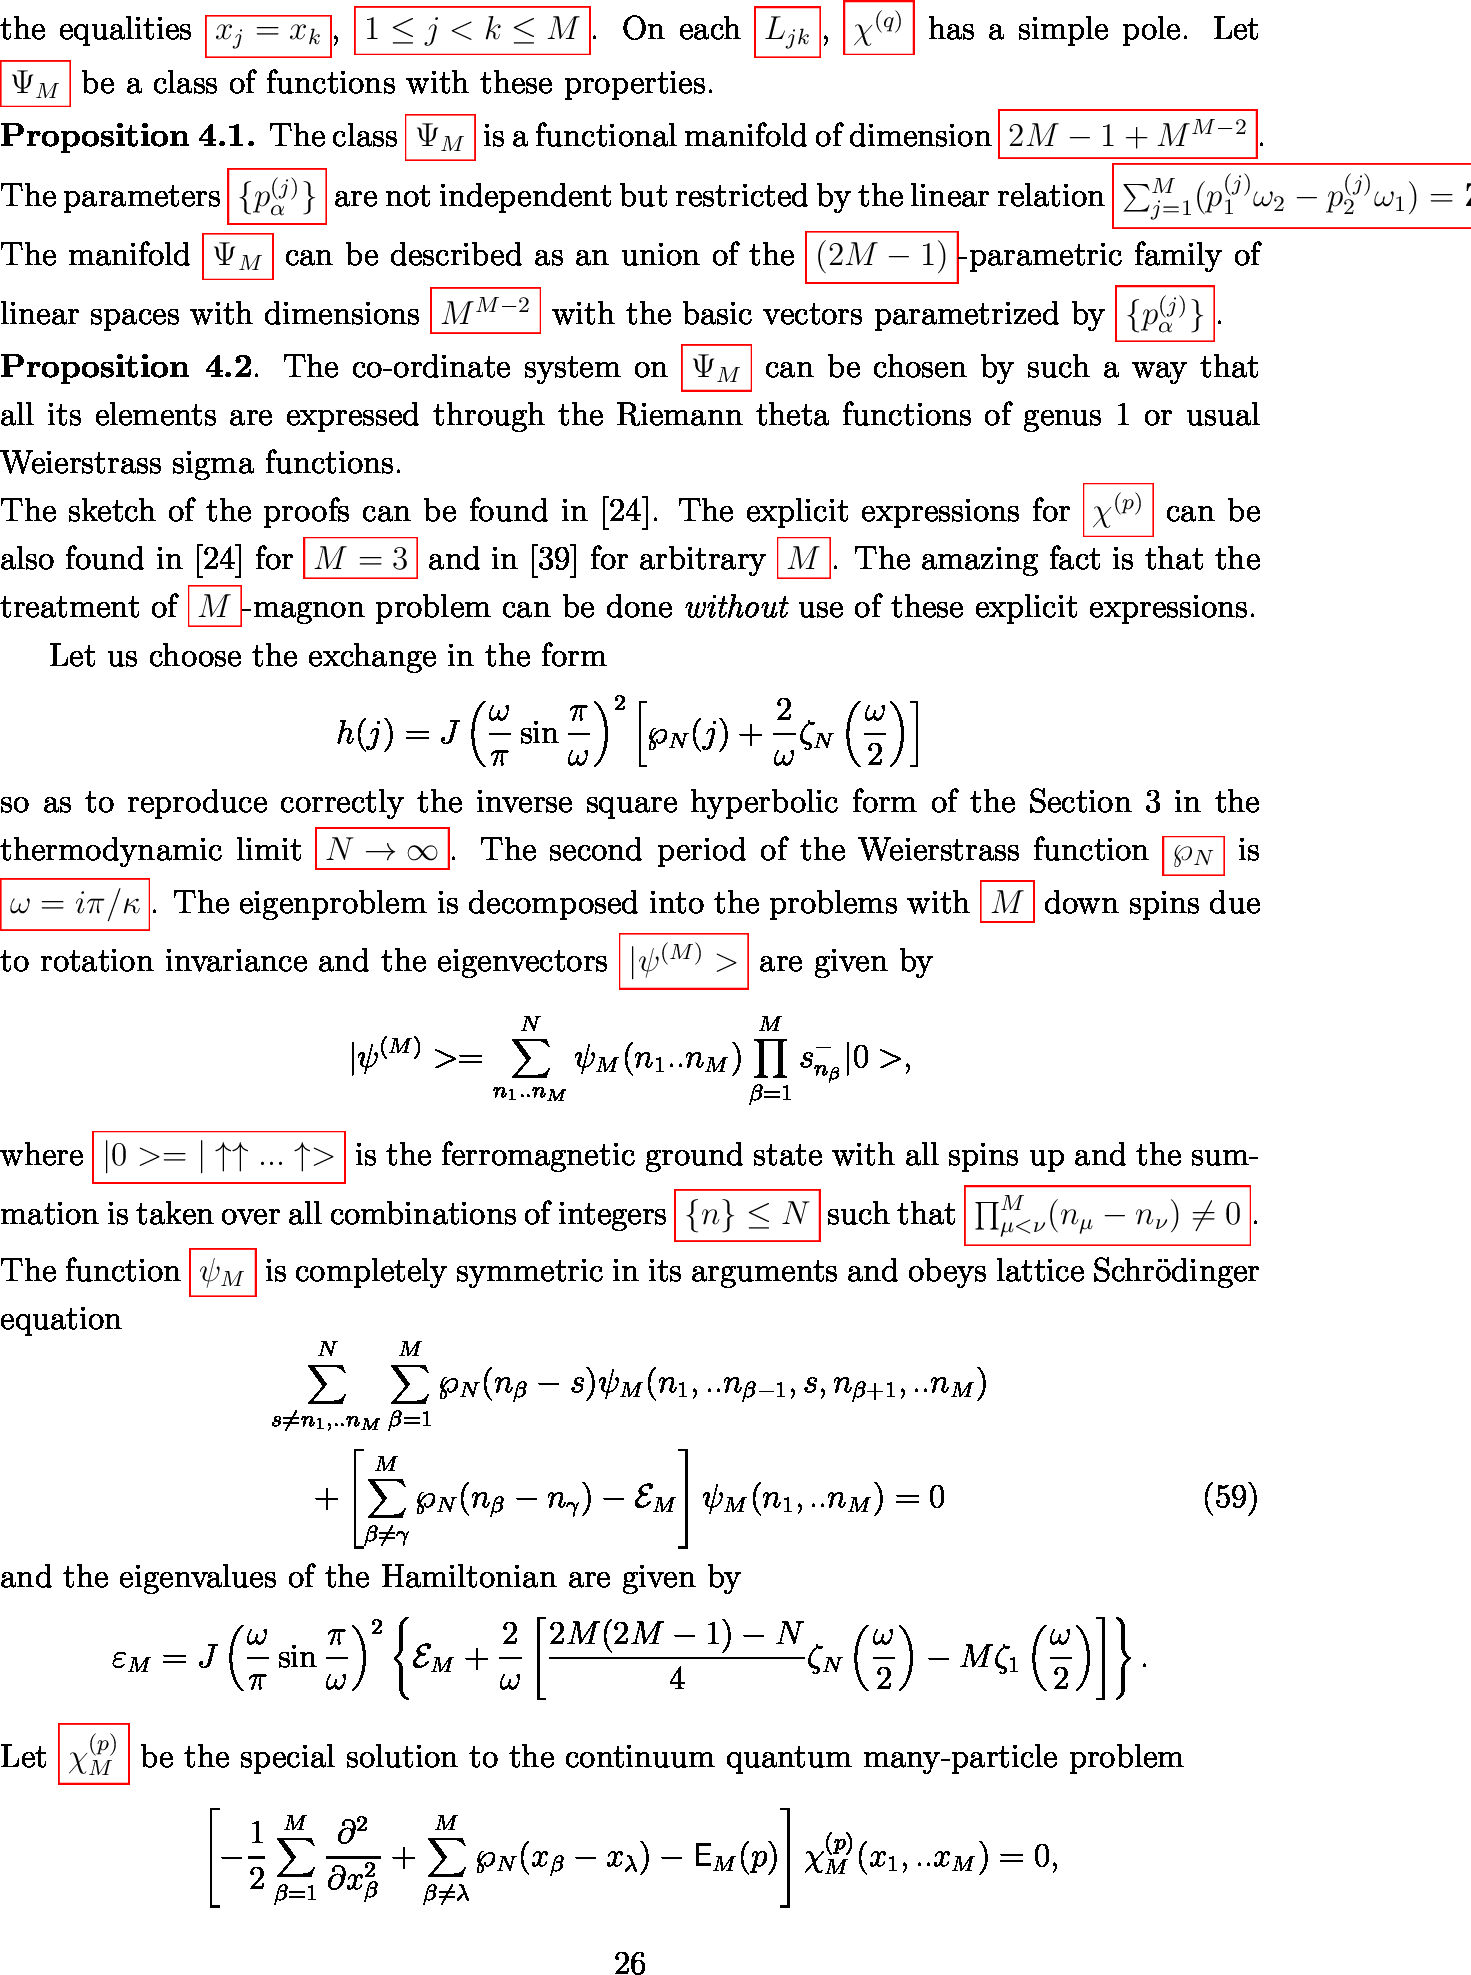 the equalities $x_j = x_k$, $1 \leq j < k \leq M$. On each $L_{jk}$, $\chi^{(q)}$ has a simple pole. Let
$\Psi_M$ be a class of functions with these properties.
Proposition 4.1. The class $\Psi_M$ is a functional manifold of dimension $2M - 1 + M^{M-2}$.
The parameters $\{p_\alpha^{(j)}\}$ are not independent but restricted by the linear relation $\sum_{j=1}^{M}(p_1^{(j)}\omega_2 - p_2^{(j)}\omega_1) =$
The manifold $\Psi_M$ can be described as an union of the $(2M - 1)$-parametric family of
linear spaces with dimensions $M^{M-2}$ with the basic vectors parametrized by $\{p_\alpha^{(j)}\}$.
Proposition 4.2. The co-ordinate system on $\Psi_M$ can be chosen by such a way that
all its elements are expressed through the Riemann theta functions of genus 1 or usual
Weierstrass sigma functions.
The sketch of the proofs can be found in [24]. The explicit expressions for $\chi^{(p)}$ can be
also found in [24] for $M = 3$ and in [39] for arbitrary $M$. The amazing fact is that the
treatment of $M$-magnon problem can be done without use of these explicit expressions.
Let us choose the exchange in the form
$h(j) = J \left( \frac{\omega}{\pi} \sin \frac{\pi}{\omega} \right)^2 \left[ \wp_N(j) + \frac{2}{\omega} \zeta_N \left( \frac{\omega}{2} \right) \right]$
so as to reproduce correctly the inverse square hyperbolic form of the Section 3 in the
thermodynamic limit $N \to \infty$. The second period of the Weierstrass function $\wp_N$ is
$\omega = i\pi/\kappa$. The eigenproblem is decomposed into the problems with $M$ down spins due
to rotation invariance and the eigenvectors $|\psi^{(M)} >$ are given by
$|\psi^{(M)} >= \sum_{n_1..n_M}^{N} \psi_M(n_1..n_M) \prod_{\beta=1}^{M} s_{n_\beta}^- |0 >,$
where $|0 >= | \uparrow\uparrow ... \uparrow>$ is the ferromagnetic ground state with all spins up and the sum-
mation is taken over all combinations of integers $\{n\} \leq N$ such that $\prod_{\mu<\nu}^{M}(n_\mu - n_\nu) \neq 0$.
The function $\psi_M$ is completely symmetric in its arguments and obeys lattice Schrödinger
equation
$\sum_{s \neq n_1,..n_M}^{N} \sum_{\beta=1}^{M} \wp_N(n_\beta - s)\psi_M(n_1,..n_{\beta-1}, s, n_{\beta+1},..n_M)$
$+ \left[ \sum_{\beta \neq \gamma}^{M} \wp_N(n_\beta - n_\gamma) - \mathcal{E}_M \right] \psi_M(n_1,..n_M) = 0$ (59)
and the eigenvalues of the Hamiltonian are given by
$\varepsilon_M = J \left( \frac{\omega}{\pi} \sin \frac{\pi}{\omega} \right)^2 \left\{ \mathcal{E}_M + \frac{2}{\omega} \left[ \frac{2M(2M - 1) - N}{4} \zeta_N \left( \frac{\omega}{2} \right) - M\zeta_1 \left( \frac{\omega}{2} \right) \right] \right\}.$
Let $\chi_M^{(p)}$ be the special solution to the continuum quantum many-particle problem
$\left[ -\frac{1}{2} \sum_{\beta=1}^{M} \frac{\partial^2}{\partial x_\beta^2} + \sum_{\beta \neq \lambda}^{M} \wp_N(x_\beta - x_\lambda) - \mathsf{E}_M(p) \right] \chi_M^{(p)}(x_1,..x_M) = 0,$
26